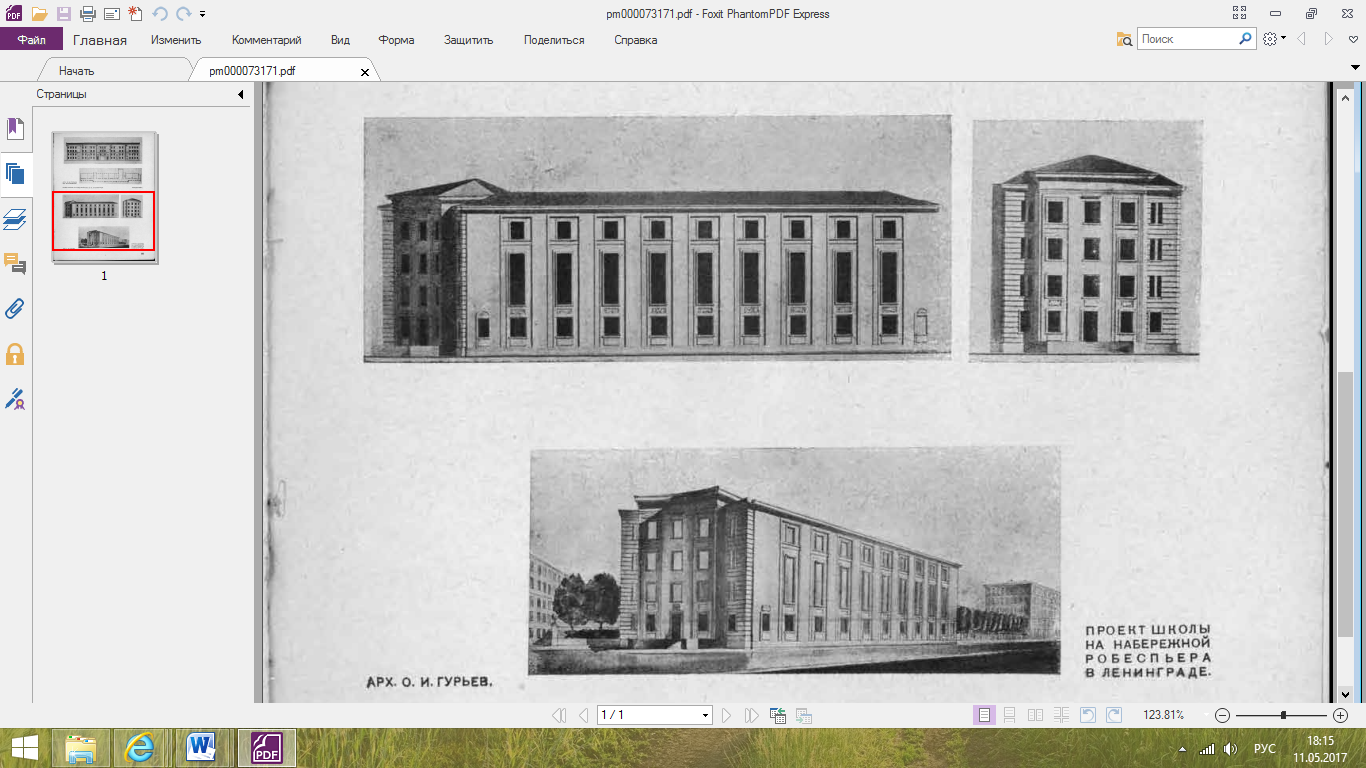 pm000073171.pdf - Foxit PhantomPDF Express
Файл Главная Изменить Комментарий Вид Форма Защитить Поделиться Справка Поиск
Начать pm000073171.pdf
Страницы
1
АРХ. О. И. ГУРЬЕВ.
ПРОЕКТ ШКОЛЫ
НА НАБЕРЕЖНОЙ
РОБЕСПЬЕРА
В ЛЕНИНГРАДЕ.
1 / 1 123.81%
PDF РУС 18:15
11.05.2017